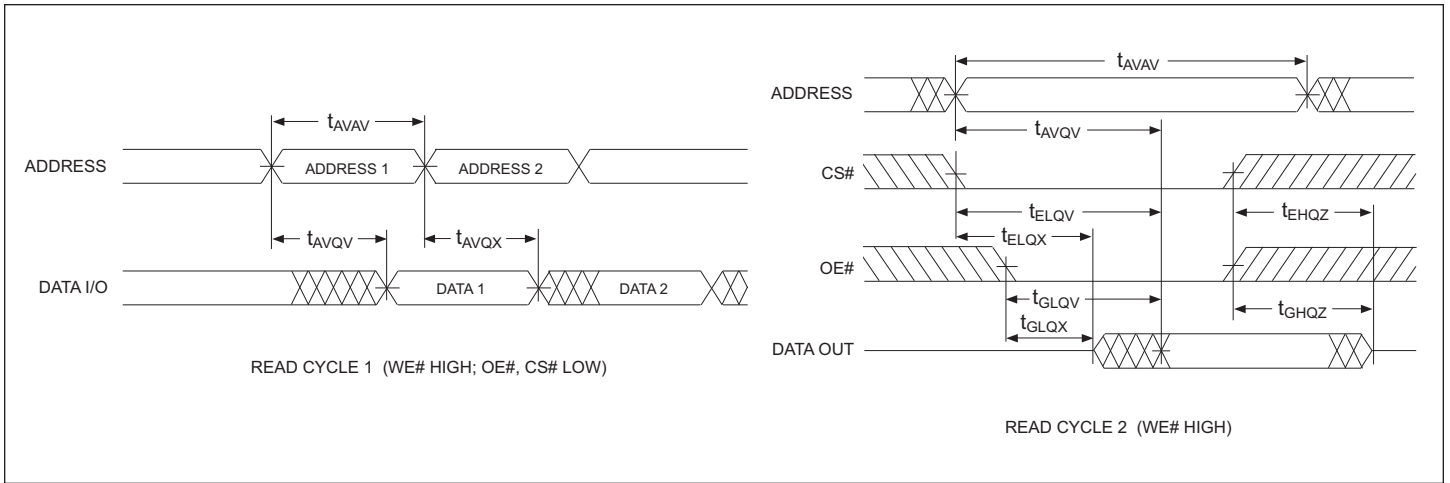 tAVAV
ADDRESS
ADDRESS 1
ADDRESS 2
tAVQV
tAVQX
DATA I/O
DATA 1
DATA 2
READ CYCLE 1 (WE# HIGH; OE#, CS# LOW)
tAVAV
ADDRESS
tAVQV
CS#
tELQV
tEHQZ
tELQX
OE#
tGLQV
tGHQZ
tGLQX
DATA OUT
READ CYCLE 2 (WE# HIGH)